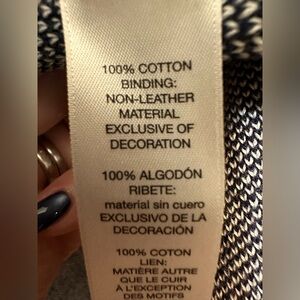 100% COTTON
BINDING:
NON-LEATHER
MATERIAL
EXCLUSIVE OF
DECORATION
100% ALGODÓN
RIBETE:
material sin cuero
EXCLUSIVO DE LA
DECORACIÓN
100% COTON
LIEN:
MATIÈRE AUTRE
QUE LE CUIR
À L'EXCEPTION
DES MOTIFS